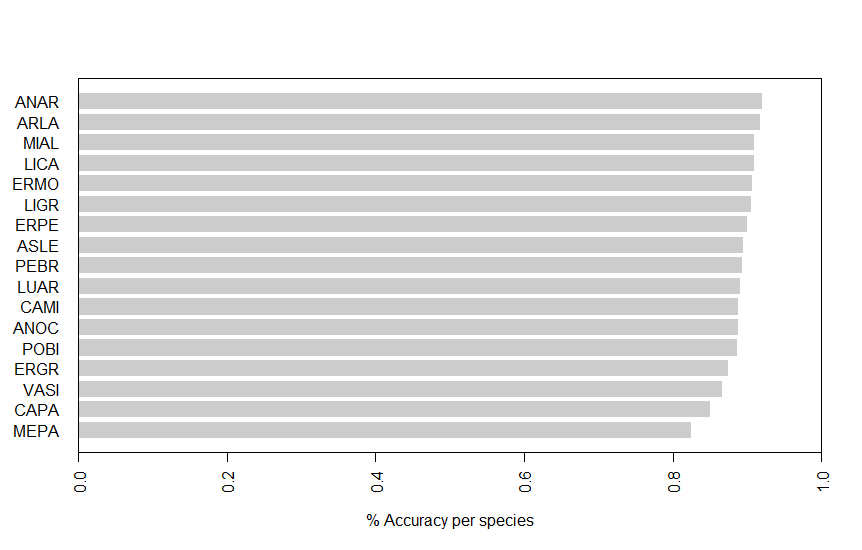 ANAR
ARLA
MIAL
LICA
ERMO
LIGR
ERPE
ASLE
PEBR
LUAR
CAMI
ANOC
POBI
ERGR
VASI
CAPA
MEPA
0.0 0.2 0.4 0.6 0.8 1.0
% Accuracy per species